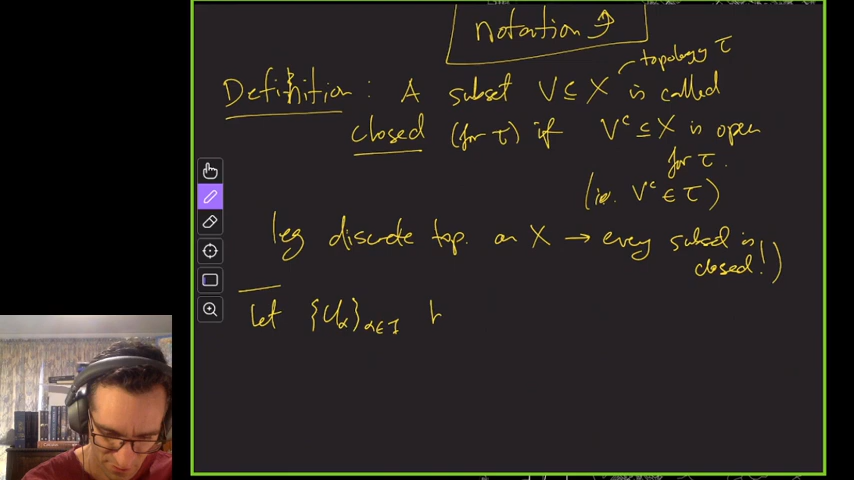 notation
topology τ
Definition: A subset V ⊆ X is called
closed (for τ) if V^c ⊆ X is open
for τ.
(ie. V^c ∈ τ)
(eg discrete top. on X → every subset is
closed!)
let {U_α}_{α∈I}